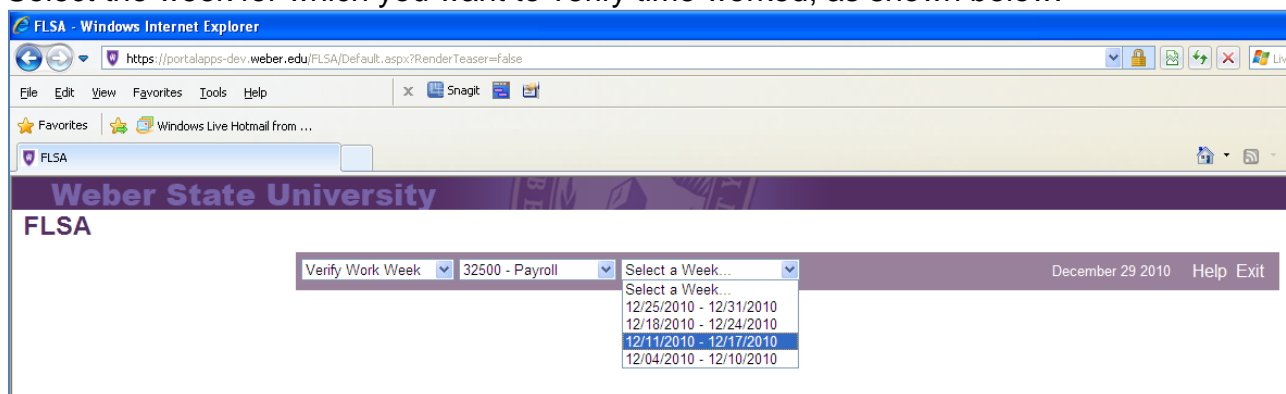 Select the week for which you want to verify time worked, as shown below.
FLSA - Windows Internet Explorer
https://portalapps-dev.weber.edu/FLSA/Default.aspx?RenderTeaser=false
File Edit View Favorites Tools Help x Snagit
Favorites Windows Live Hotmail from ...
FLSA
Weber State University
FLSA
Verify Work Week 32500 - Payroll Select a Week... December 29 2010 Help Exit
Select a Week...
12/25/2010 - 12/31/2010
12/18/2010 - 12/24/2010
12/11/2010 - 12/17/2010
12/04/2010 - 12/10/2010